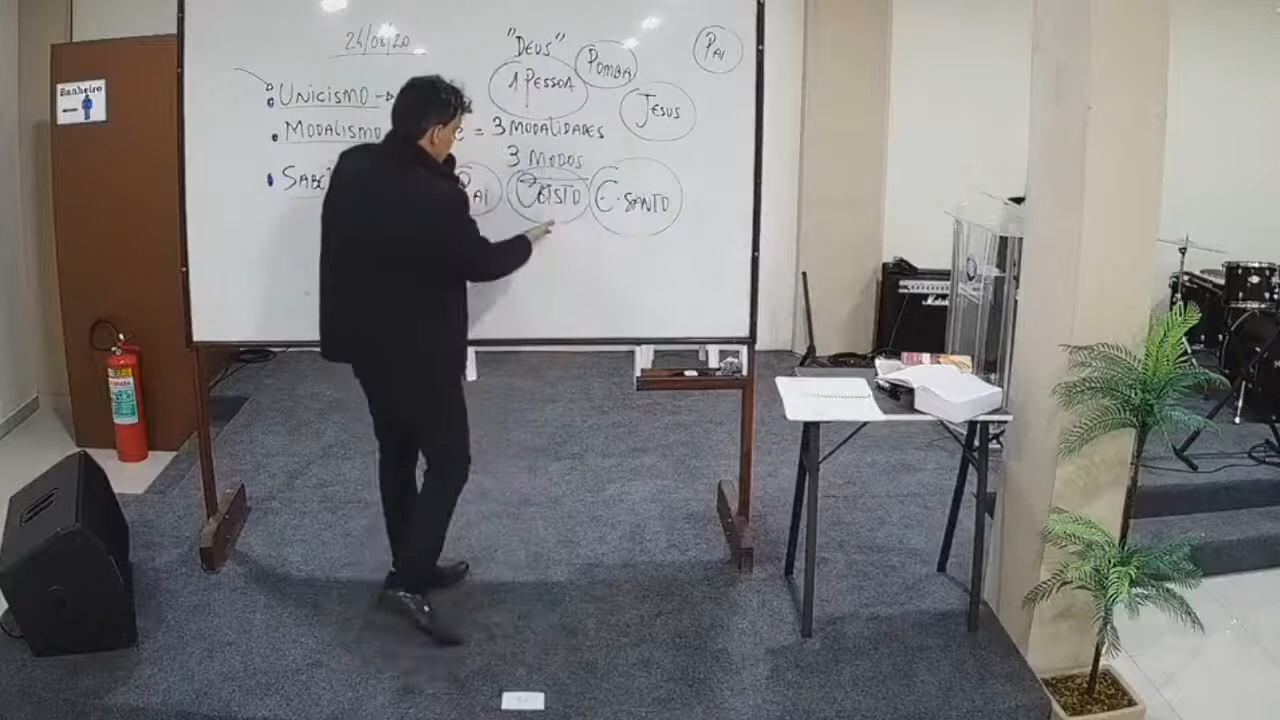 Banheiro
24/08/20
"DEUS"
1 PESSOA
POMBA
PAI
JESUS
• UNICISMO →
• MODALISMO = 3 MODALIDADES
3 MODOS
• SABE
PAI
CRISTO
E. SANTO